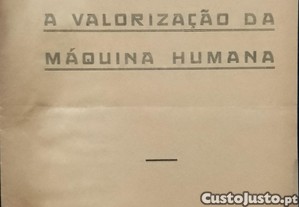 A VALORIZAÇÃO DA
MÁQUINA HUMANA
CustoJusto.pt